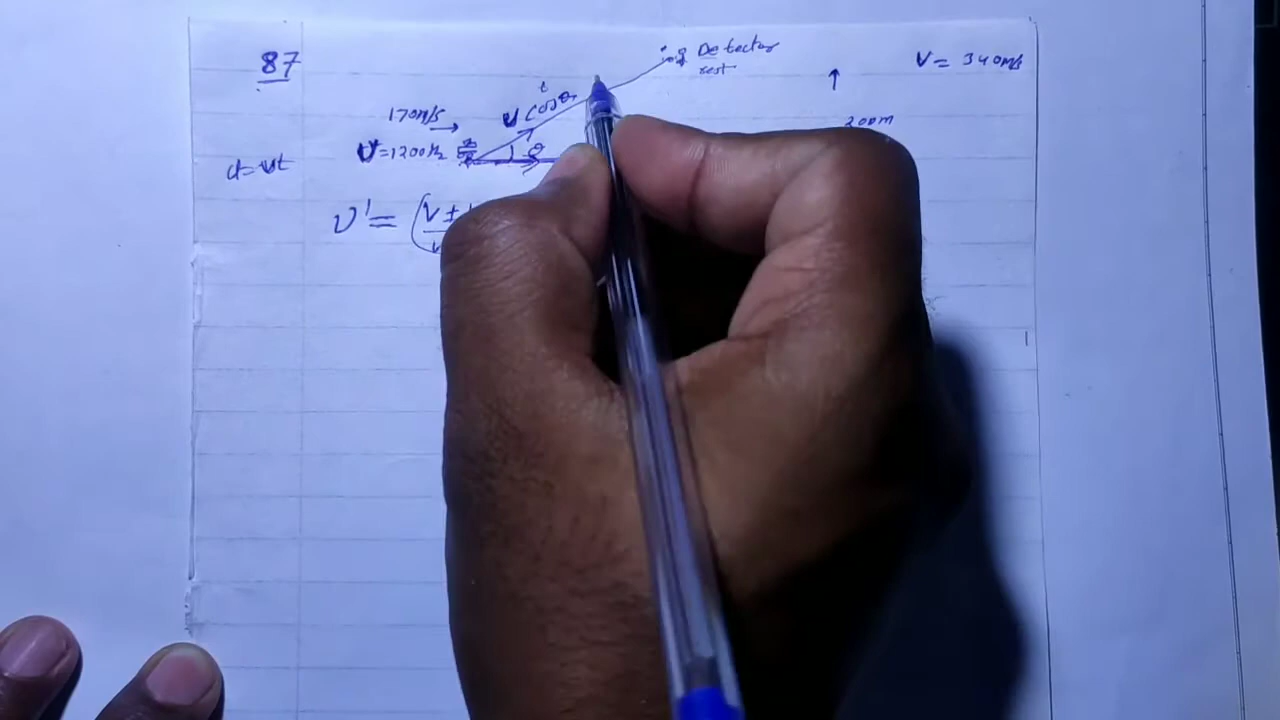 87
Detector
rest
V = 340m/s
t
170m/s
v cosθ
200m
υ=1200Hz
θ
d=vt
υ' = (V ±